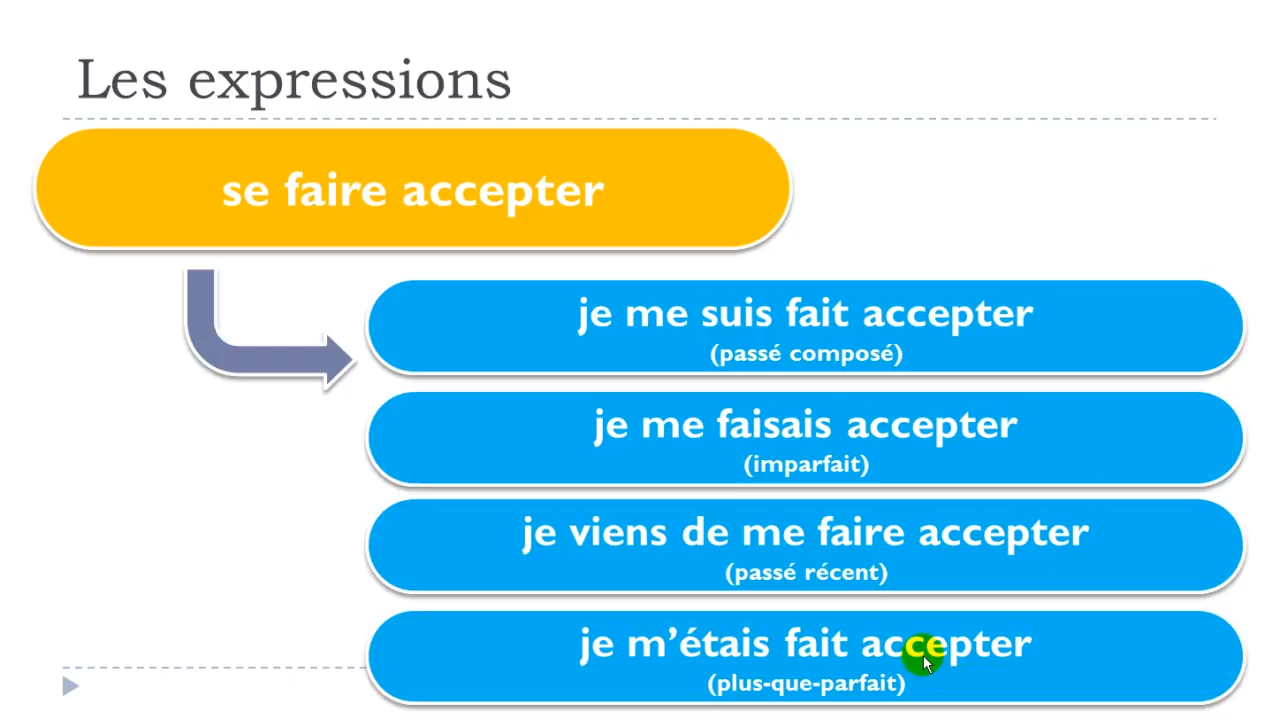 Les expressions
se faire accepter
je me suis fait accepter
(passé composé)
je me faisais accepter
(imparfait)
je viens de me faire accepter
(passé récent)
je m’étais fait accepter
(plus-que-parfait)